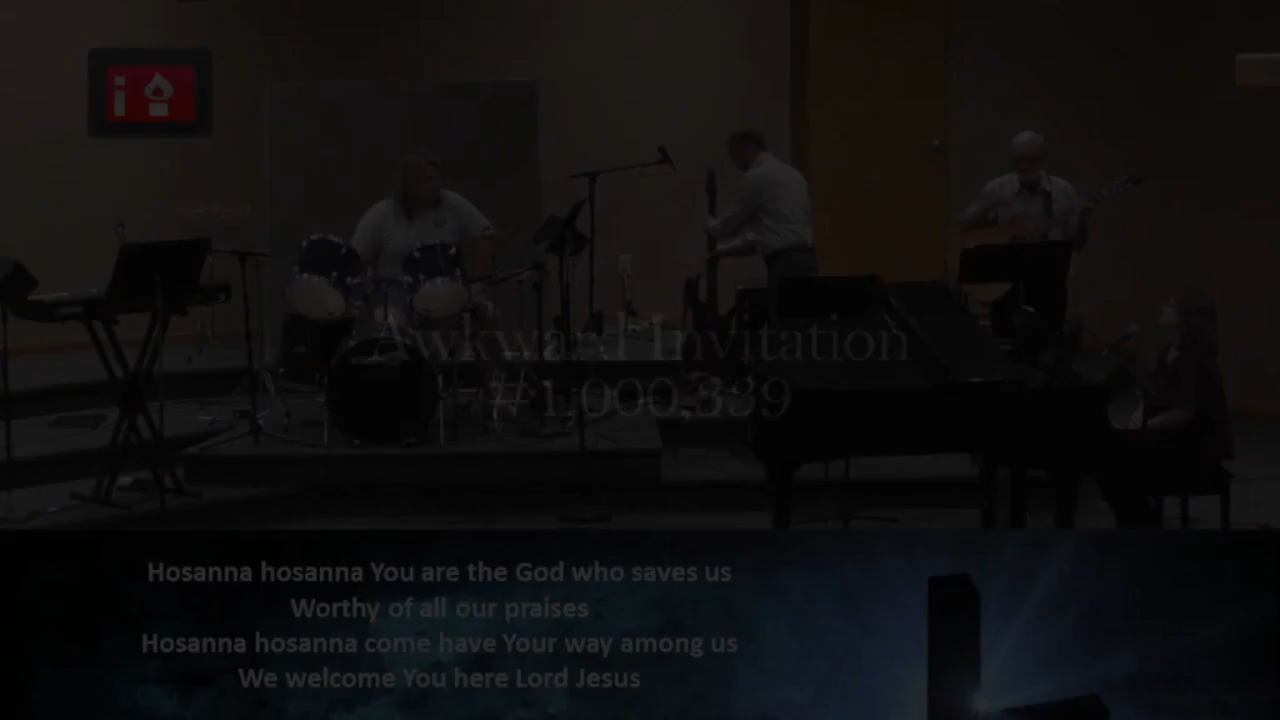 Awkward Invitation
#1,000,339
Hosanna hosanna You are the God who saves us
Worthy of all our praises
Hosanna hosanna come have Your way among us
We welcome You here Lord Jesus